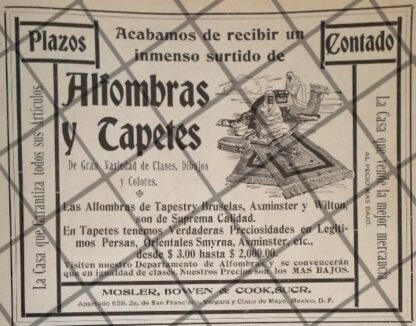 Plazos
Acabamos de recibir un
inmenso surtido de
Contado
Alfombras
y Tapetes
De Gran Variedad de Clases, Dibujos
y Colores.
La Casa que Garantiza todos sus Artículos
La Casa que vende la mejor mercancía
AL PRECIO MAS BAJO.
Las Alfombras de Tapestry Bruselas, Axminster y Wilton,
son de Suprema Calidad.
En Tapetes tenemos Verdaderas Preciosidades en Legiti-
mos Persas, Orientales Smyrna, Axminster, etc.,
desde $ 3.00 hasta $ 2,000.00.
Visiten nuestro Departamento de Alfombras y se convencerán
que en igualdad de clase, Nuestros Precios son los MAS BAJOS.
MOSLER, BOWEN & COOK, SUCR.
Apartado 658. 2a. de San Francisco, Vergara y Cinco de Mayo, Mexico, D. F.